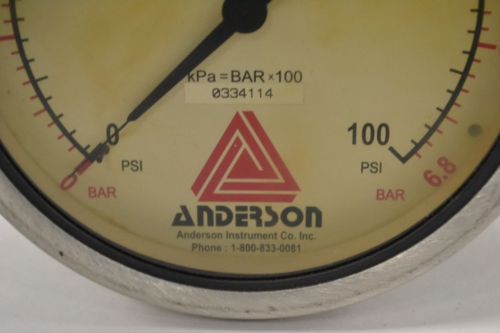 kPa = BAR x 100
0334114
0
PSI
0
BAR
100
PSI
6.8
BAR
ANDERSON
Anderson Instrument Co. Inc.
Phone : 1-800-833-0081